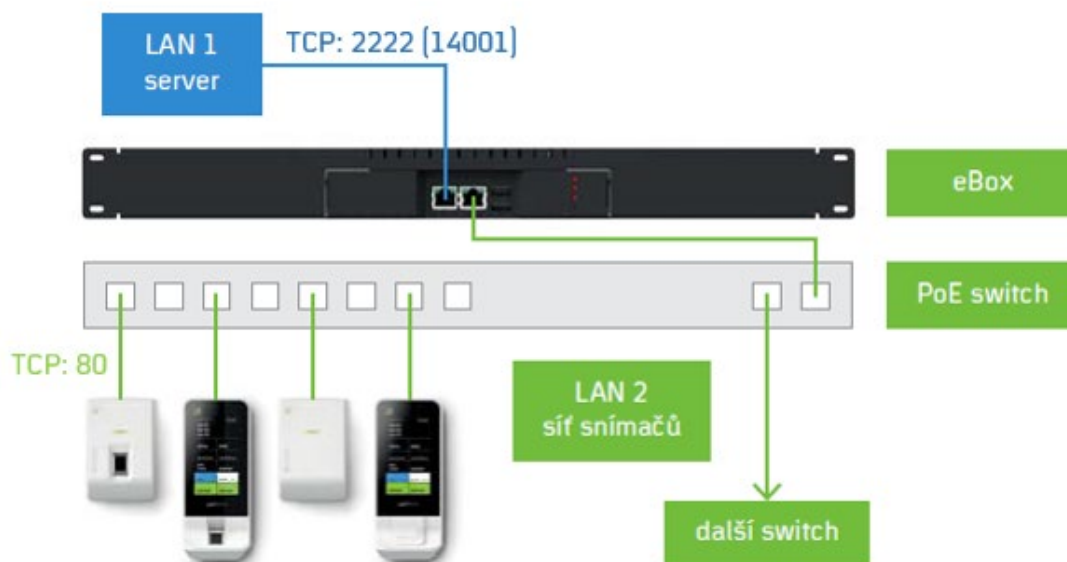 LAN 1
server
TCP: 2222 (14001)
eBox
PoE switch
TCP: 80
LAN 2
síť snímačů
další switch